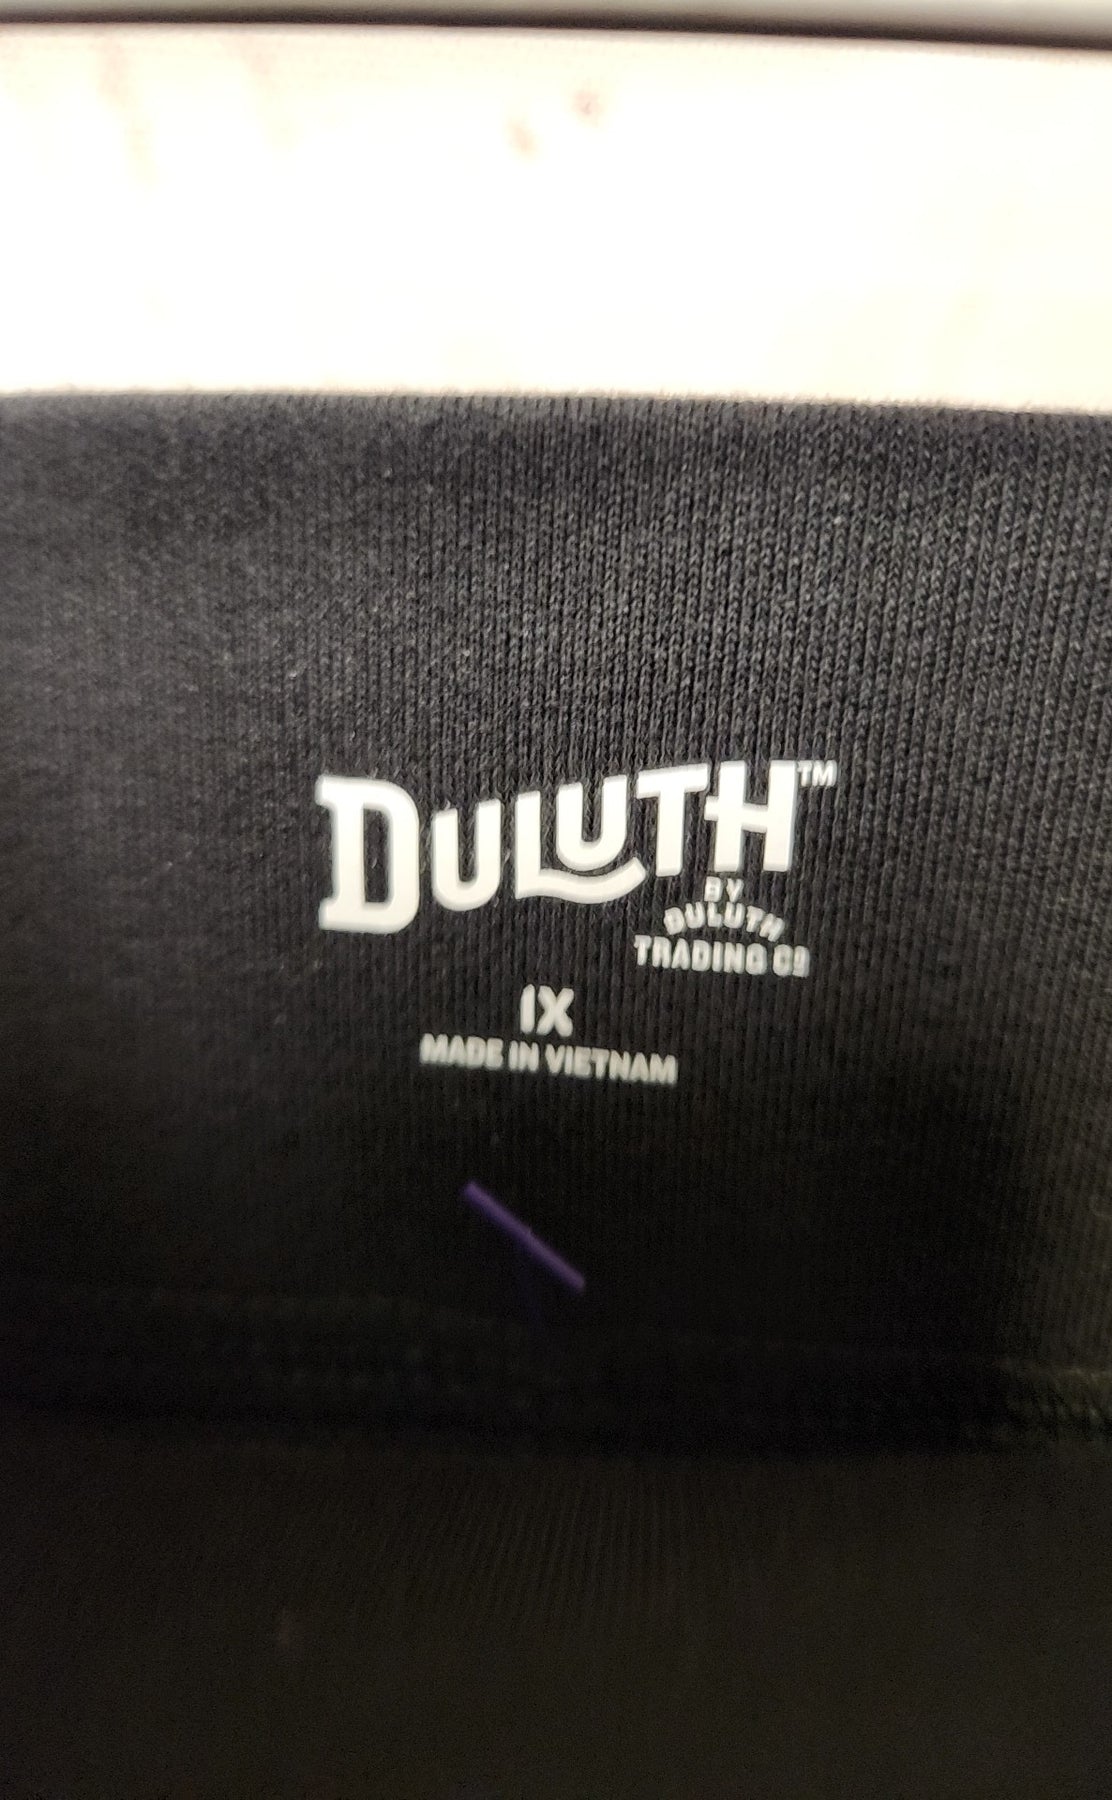 DULUTH™
BY
DULUTH
TRADING CO
1X
MADE IN VIETNAM